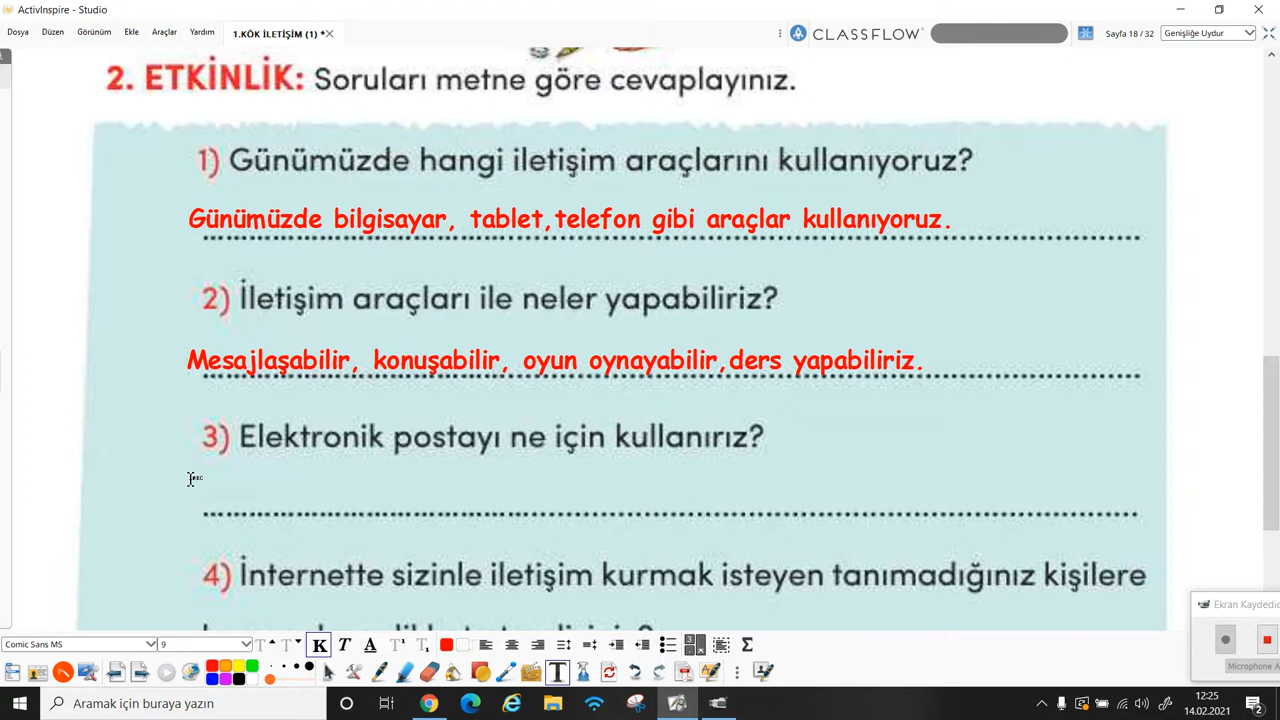 ActivInspire - Studio
Dosya Düzen Görünüm Ekle Araçlar Yardım 1.KÖK İLETİŞİM (1) * CLASSFLOW Sayfa 18 / 32 Genişliğe Uydur
2. ETKİNLİK: Soruları metne göre cevaplayınız.
1) Günümüzde hangi iletişim araçlarını kullanıyoruz?
Günümüzde bilgisayar, tablet,telefon gibi araçlar kullanıyoruz.
2) İletişim araçları ile neler yapabiliriz?
Mesajlaşabilir, konuşabilir, oyun oynayabilir,ders yapabiliriz.
3) Elektronik postayı ne için kullanırız?
4) İnternette sizinle iletişim kurmak isteyen tanımadığınız kişilere
Ekran Kaydedic
Comic Sans MS 9
Microphone A
Aramak için buraya yazın
12:25
14.02.2021